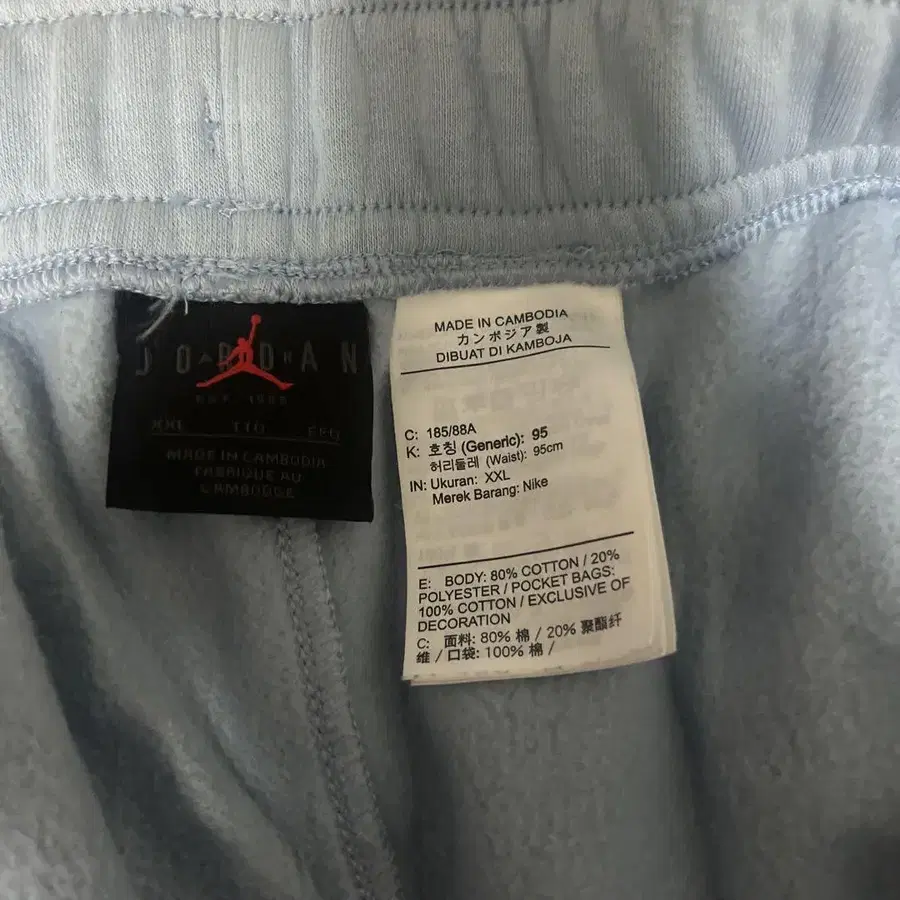 JORDAN
XXL 110
MADE IN CAMBODIA
FABRIQUE AU
CAMBODGE
MADE IN CAMBODIA
カンボジア製
DIBUAT DI KAMBOJA
C: 185/88A
K: 호칭 (Generic): 95
허리둘레 (Waist): 95cm
IN: Ukuran: XXL
Merek Barang: Nike
E: BODY: 80% COTTON / 20%
POLYESTER / POCKET BAGS:
100% COTTON / EXCLUSIVE OF
DECORATION
C: 面料: 80% 棉 / 20% 聚酯纤
维 / 口袋: 100% 棉 /